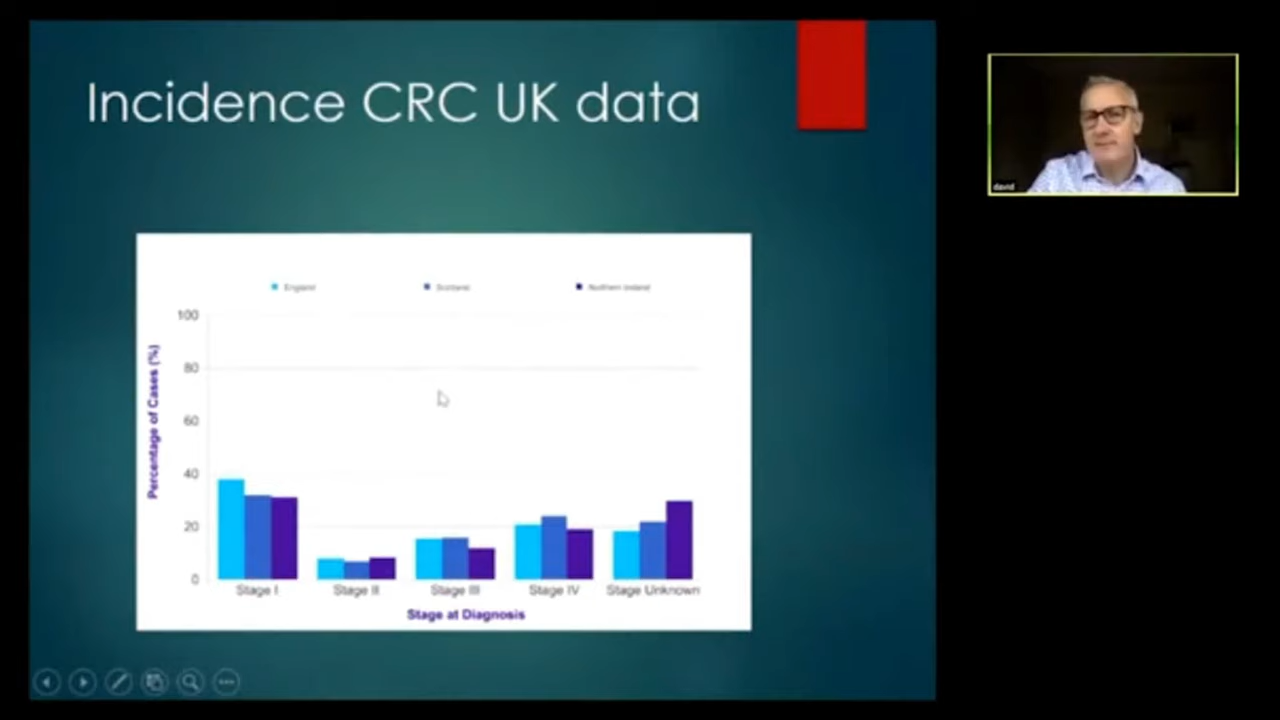 Incidence CRC UK data
david
England Scotland Northern Ireland
100
80
60
40
20
0
Percentage of Cases (%)
Stage I Stage II Stage III Stage IV Stage Unknown
Stage at Diagnosis